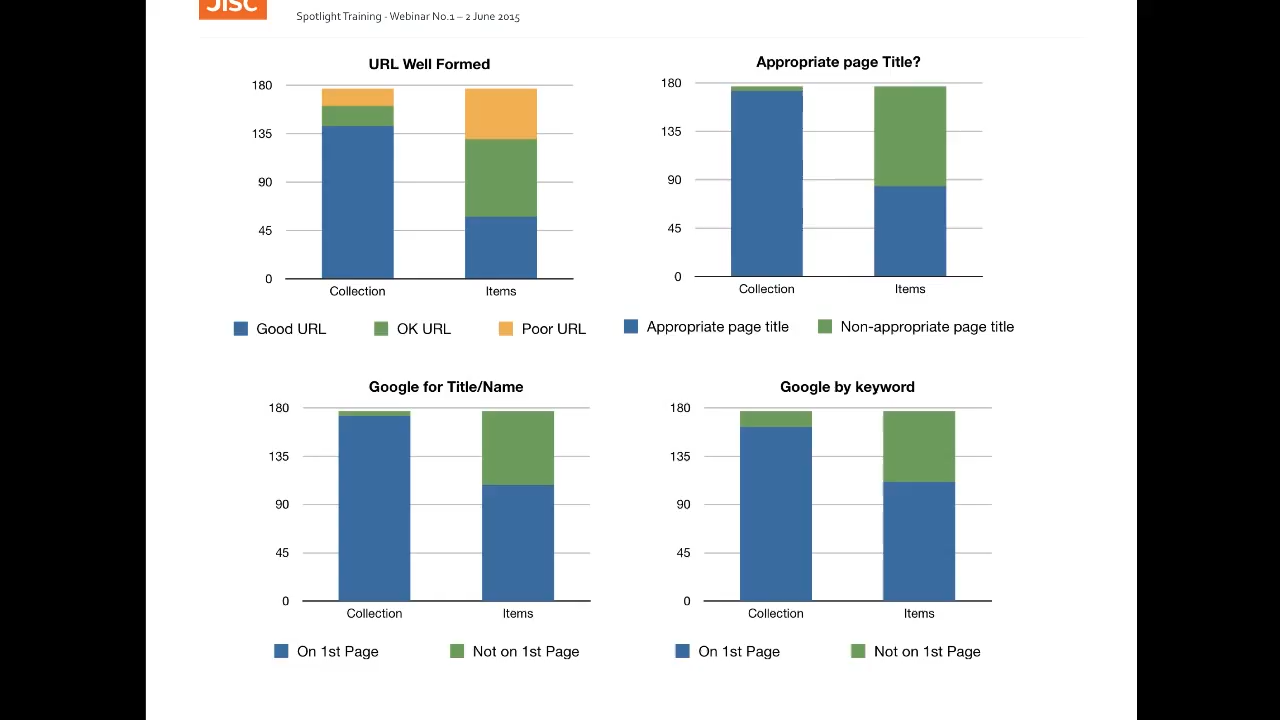 Jisc
Spotlight Training - Webinar No.1 – 2 June 2015
URL Well Formed
180
135
90
45
0
Collection
Items
Good URL
OK URL
Poor URL
Appropriate page Title?
180
135
90
45
0
Collection
Items
Appropriate page title
Non-appropriate page title
Google for Title/Name
180
135
90
45
0
Collection
Items
On 1st Page
Not on 1st Page
Google by keyword
180
135
90
45
0
Collection
Items
On 1st Page
Not on 1st Page